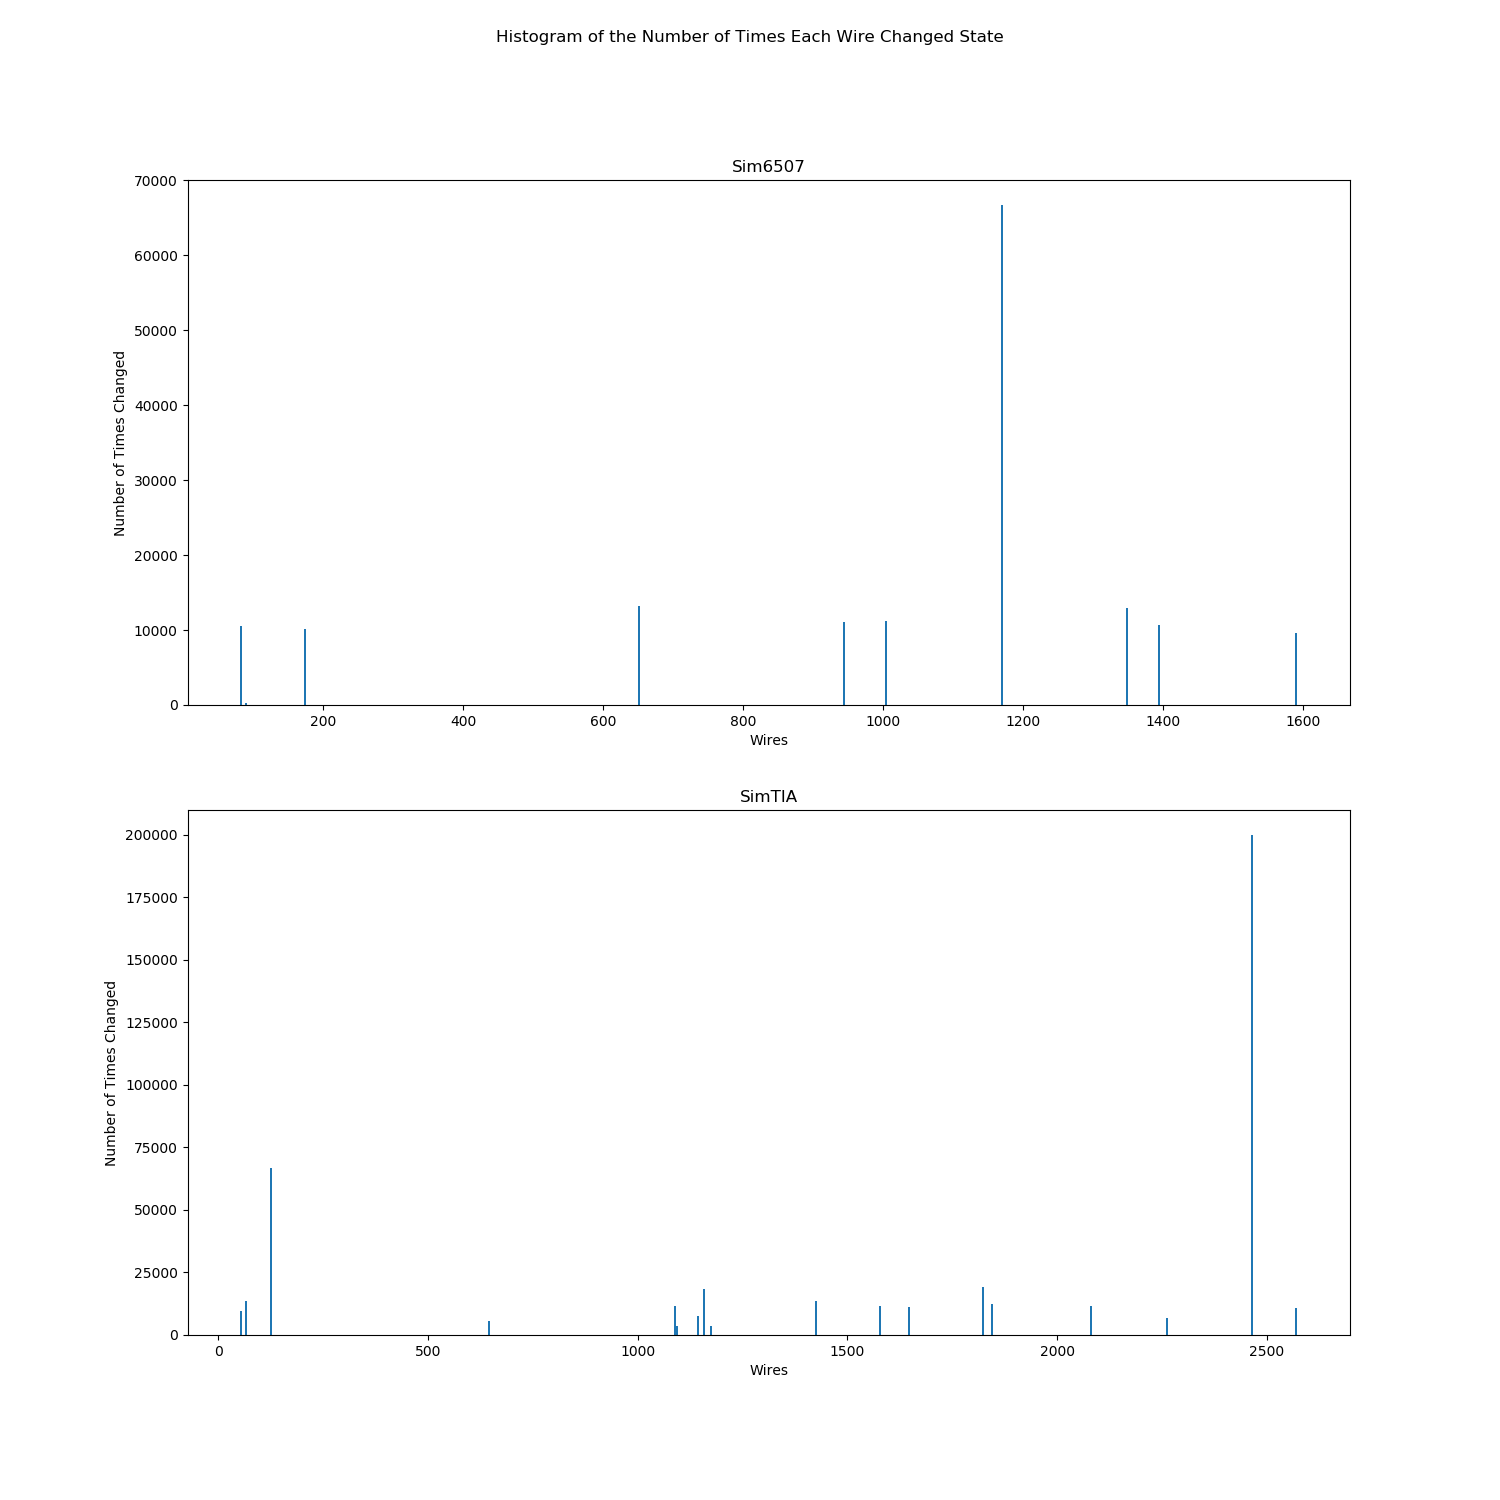 Histogram of the Number of Times Each Wire Changed State
Sim6507
70000
60000
50000
40000
30000
20000
10000
0
Number of Times Changed
200 400 600 800 1000 1200 1400 1600
Wires
SimTIA
200000
175000
150000
125000
100000
75000
50000
25000
0
Number of Times Changed
0 500 1000 1500 2000 2500
Wires